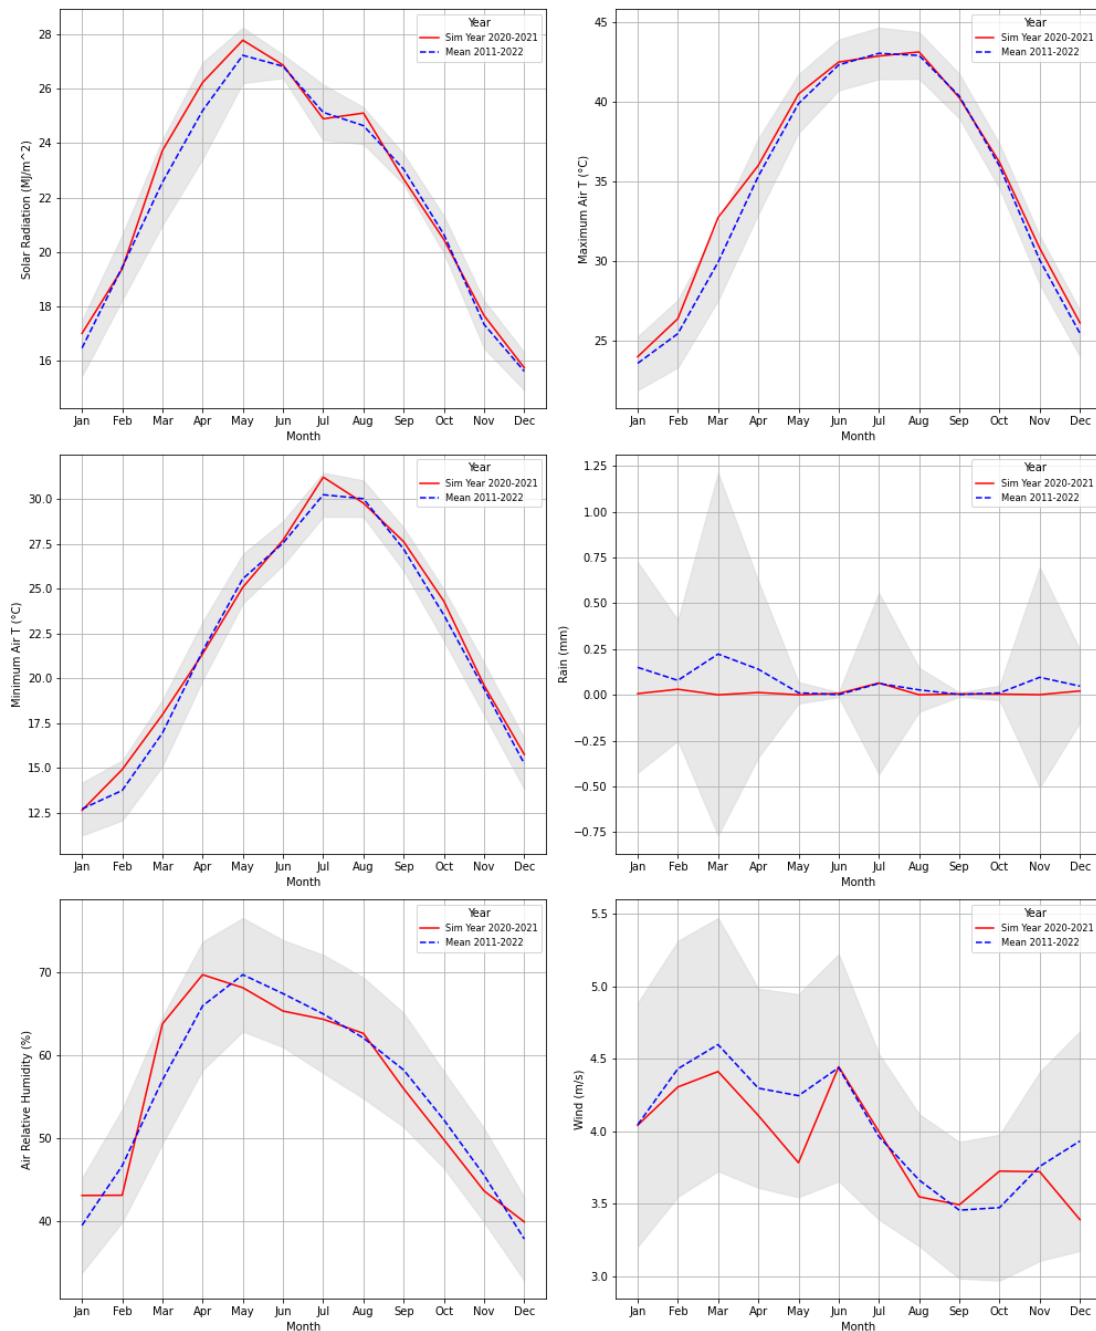 Year
Sim Year 2020-2021
Mean 2011-2022
28
26
24
22
20
18
16
Solar Radiation (MJ/m^2)
Jan Feb Mar Apr May Jun Jul Aug Sep Oct Nov Dec
Month
Year
Sim Year 2020-2021
Mean 2011-2022
45
40
35
30
25
Maximum Air T (°C)
Jan Feb Mar Apr May Jun Jul Aug Sep Oct Nov Dec
Month
Year
Sim Year 2020-2021
Mean 2011-2022
30.0
27.5
25.0
22.5
20.0
17.5
15.0
12.5
Minimum Air T (°C)
Jan Feb Mar Apr May Jun Jul Aug Sep Oct Nov Dec
Month
Year
Sim Year 2020-2021
Mean 2011-2022
1.25
1.00
0.75
0.50
0.25
0.00
−0.25
−0.50
−0.75
Rain (mm)
Jan Feb Mar Apr May Jun Jul Aug Sep Oct Nov Dec
Month
Year
Sim Year 2020-2021
Mean 2011-2022
70
60
50
40
Air Relative Humidity (%)
Jan Feb Mar Apr May Jun Jul Aug Sep Oct Nov Dec
Month
Year
Sim Year 2020-2021
Mean 2011-2022
5.5
5.0
4.5
4.0
3.5
3.0
Wind (m/s)
Jan Feb Mar Apr May Jun Jul Aug Sep Oct Nov Dec
Month